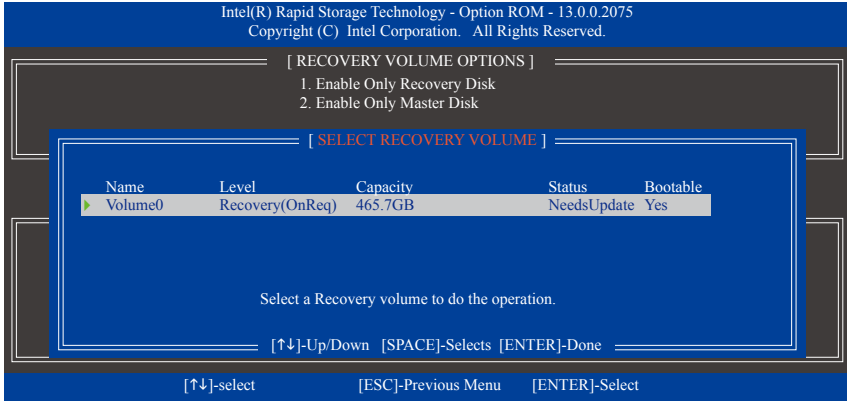 Intel(R) Rapid Storage Technology - Option ROM - 13.0.0.2075
Copyright (C) Intel Corporation. All Rights Reserved.
[ RECOVERY VOLUME OPTIONS ]
1. Enable Only Recovery Disk
2. Enable Only Master Disk
[ SELECT RECOVERY VOLUME ]
Name Level Capacity Status Bootable
Volume0 Recovery(OnReq) 465.7GB NeedsUpdate Yes
Select a Recovery volume to do the operation.
[↑↓]-Up/Down [SPACE]-Selects [ENTER]-Done
[↑↓]-select [ESC]-Previous Menu [ENTER]-Select